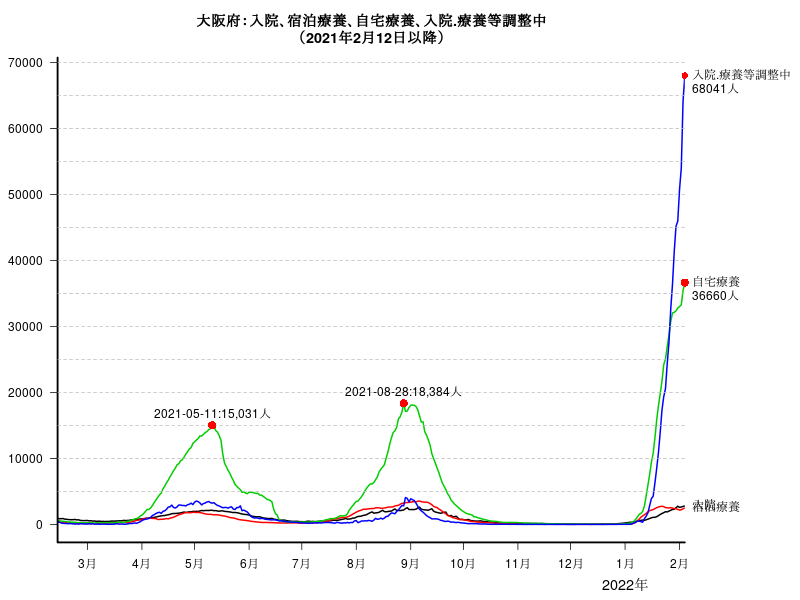 大阪府：入院、宿泊療養、自宅療養、入院.療養等調整中
（2021年2月12日以降）
70000
60000
50000
40000
30000
20000
10000
0
入院.療養等調整中
68041人
自宅療養
36660人
2021-08-28:18,384人
2021-05-11:15,031人
宿泊療養
3月
4月
5月
6月
7月
8月
9月
10月
11月
12月
1月
2月
2022年